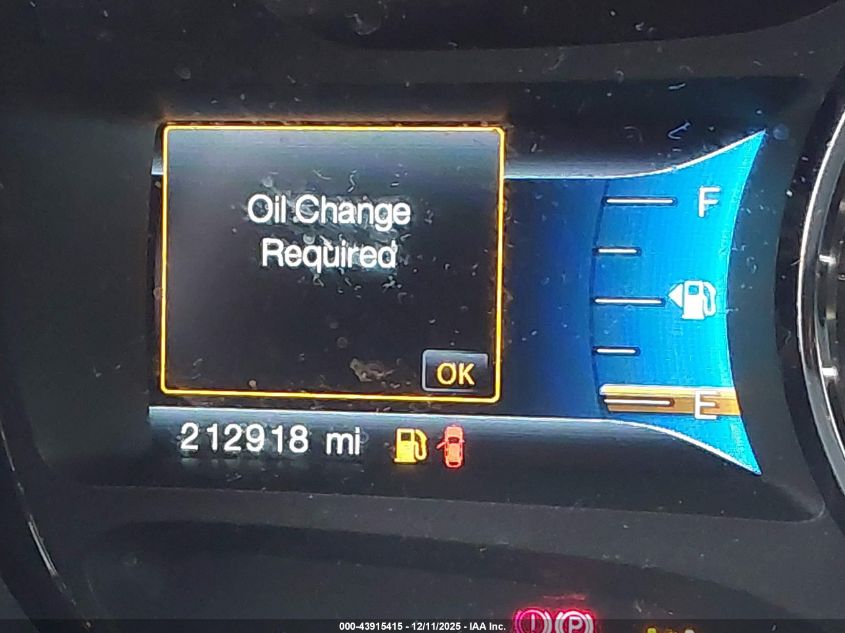 Oil Change
Required
OK
F
E
212918 mi
P
000-43915415 - 12/11/2025 - IAA Inc.